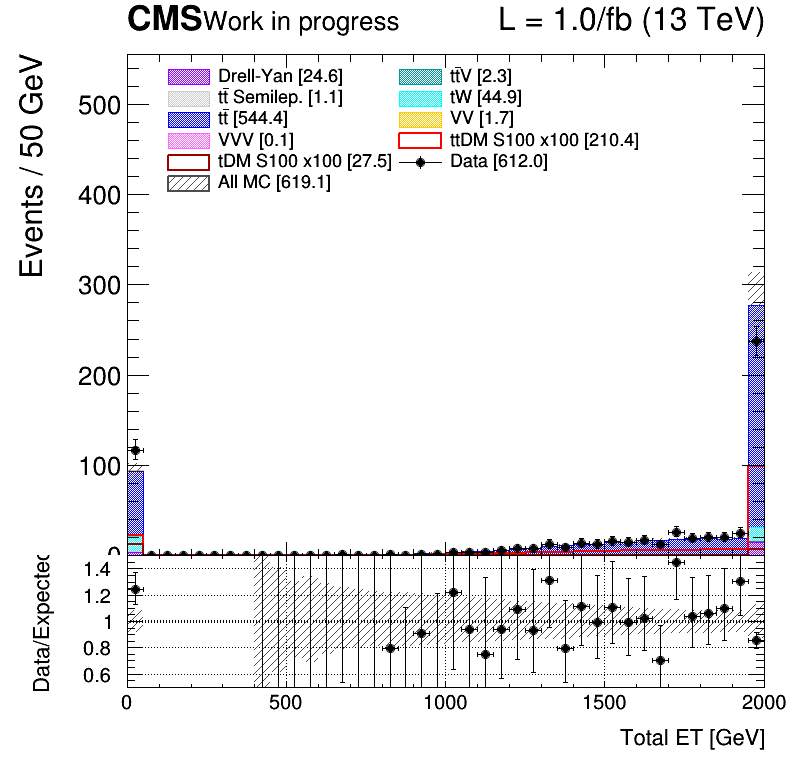 CMS Work in progress L = 1.0/fb (13 TeV)
Events / 50 GeV
500
400
300
200
100
0
Drell-Yan [24.6] tt̄V [2.3]
tt̄ Semilep. [1.1] tW [44.9]
tt̄ [544.4] VV [1.7]
VVV [0.1] ttDM S100 x100 [210.4]
tDM S100 x100 [27.5] Data [612.0]
All MC [619.1]
Data/Expected
1.4
1.2
1
0.8
0.6
0 500 1000 1500 2000
Total ET [GeV]